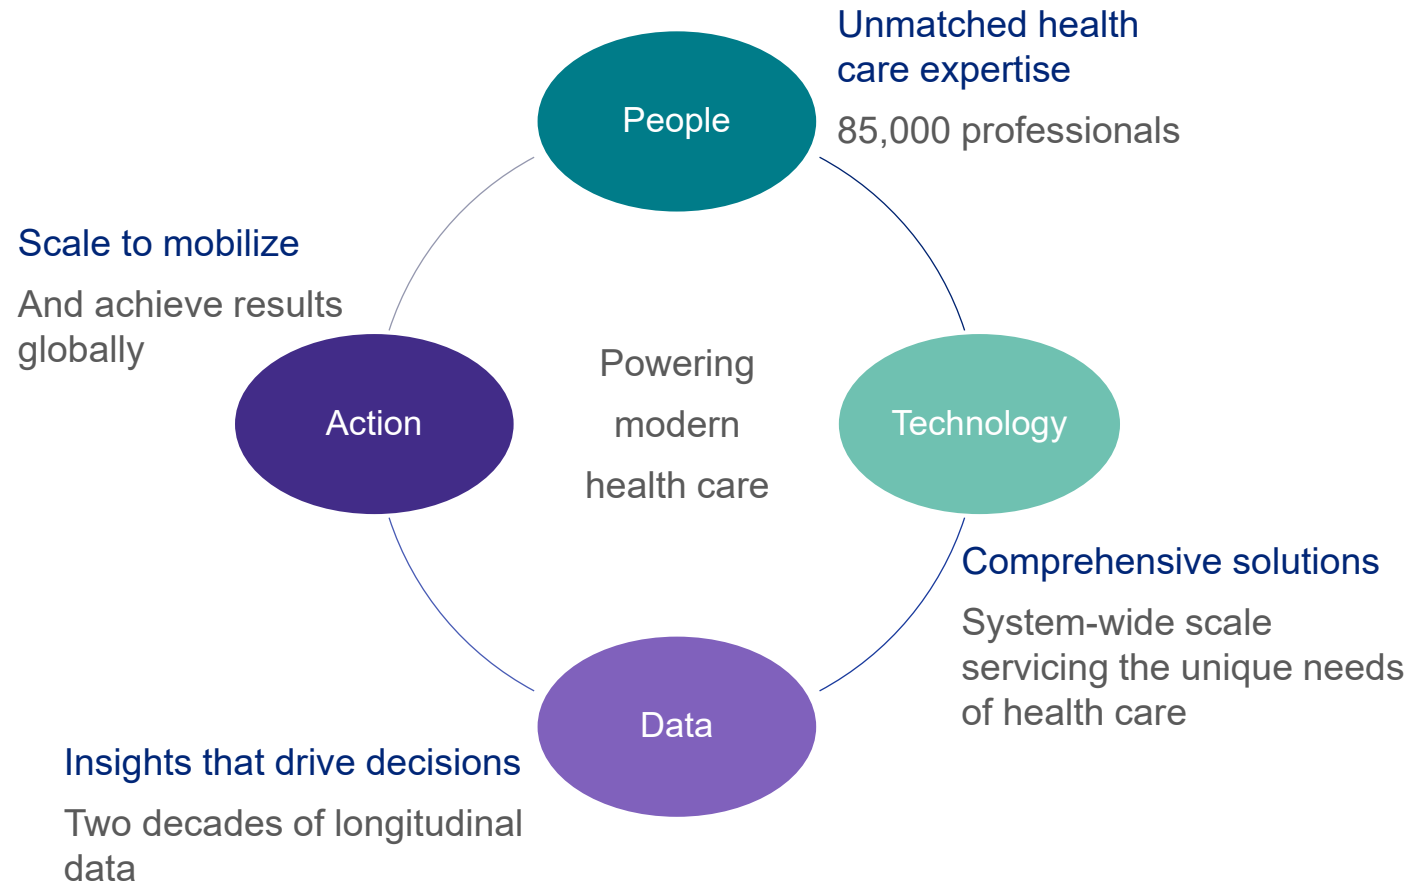 Unmatched health
care expertise
85,000 professionals
People
Scale to mobilize
And achieve results
globally
Action
Powering
modern
health care
Technology
Comprehensive solutions
System-wide scale
servicing the unique needs
of health care
Data
Insights that drive decisions
Two decades of longitudinal
data